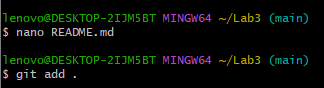 lenovo@DESKTOP-2IJM5BT MINGW64 ~/Lab3 (main)
$ nano README.md
lenovo@DESKTOP-2IJM5BT MINGW64 ~/Lab3 (main)
$ git add .